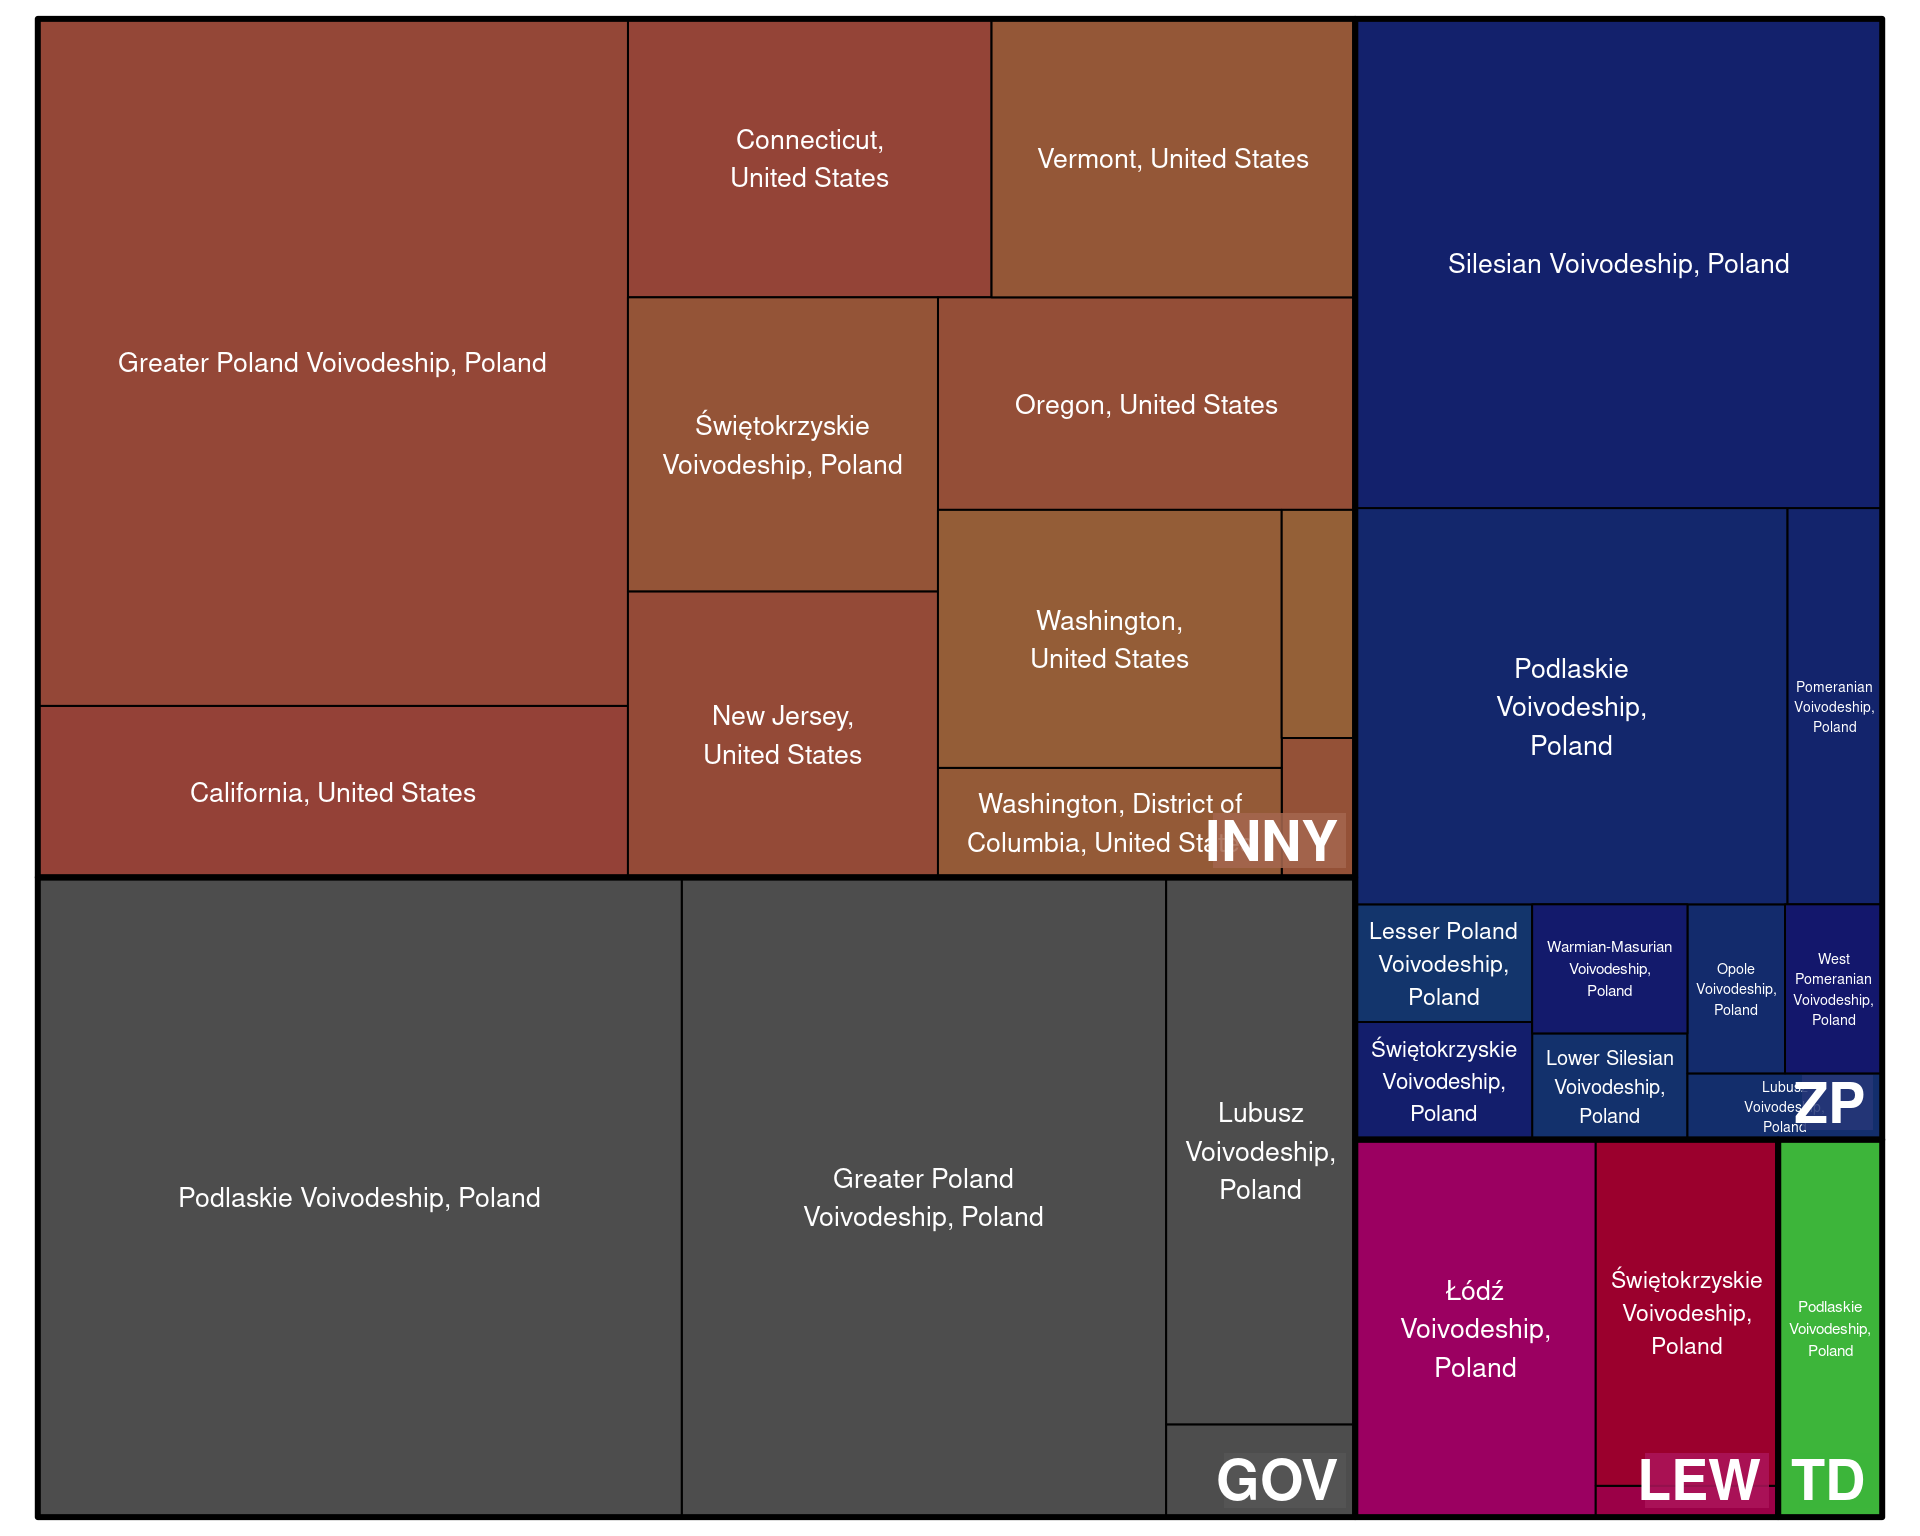 Greater Poland Voivodeship, Poland
California, United States
Connecticut,
United States
Vermont, United States
Świętokrzyskie
Voivodeship, Poland
Oregon, United States
New Jersey,
United States
Washington,
United States
Washington, District of
Columbia, United
INNY
Podlaskie Voivodeship, Poland
Greater Poland
Voivodeship, Poland
Lubusz
Voivodeship,
Poland
GOV
Silesian Voivodeship, Poland
Podlaskie
Voivodeship,
Poland
Pomeranian
Voivodeship,
Poland
Lesser Poland
Voivodeship,
Poland
Świętokrzyskie
Voivodeship,
Poland
Warmian-Masurian
Voivodeship,
Poland
Lower Silesian
Voivodeship,
Poland
Opole
Voivodeship,
Poland
West
Pomeranian
Voivodeship,
Poland
Poland
ZP
Łódź
Voivodeship,
Poland
Świętokrzyskie
Voivodeship,
Poland
LEW
Podlaskie
Voivodeship,
Poland
TD